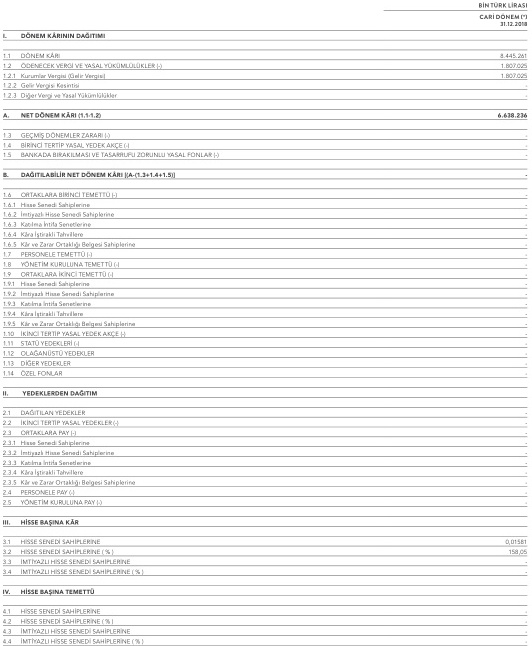 BİN TÜRK LİRASI
CARİ DÖNEM (*)
31.12.2018
I. DÖNEM KÂRININ DAĞITIMI
1.1 DÖNEM KÂRI 8.445.261
1.2 ÖDENECEK VERGİ VE YASAL YÜKÜMLÜLÜKLER (-) 1.807.025
1.2.1 Kurumlar Vergisi (Gelir Vergisi) 1.807.025
1.2.2 Gelir Vergisi Kesintisi -
1.2.3 Diğer Vergi ve Yasal Yükümlülükler -
A. NET DÖNEM KÂRI (1.1-1.2) 6.638.236
1.3 GEÇMİŞ DÖNEMLER ZARARI (-) -
1.4 BİRİNCİ TERTİP YASAL YEDEK AKÇE (-) -
1.5 BANKADA BIRAKILMASI VE TASARRUFU ZORUNLU YASAL FONLAR (-) -
B. DAĞITILABİLİR NET DÖNEM KÂRI [(A-(1.3+1.4+1.5)] -
1.6 ORTAKLARA BİRİNCİ TEMETTÜ (-) -
1.6.1 Hisse Senedi Sahiplerine -
1.6.2 İmtiyazlı Hisse Senedi Sahiplerine -
1.6.3 Katılma İntifa Senetlerine -
1.6.4 Kâra İştirakli Tahvillere -
1.6.5 Kâr ve Zarar Ortaklığı Belgesi Sahiplerine -
1.7 PERSONELE TEMETTÜ (-) -
1.8 YÖNETİM KURULUNA TEMETTÜ (-) -
1.9 ORTAKLARA İKİNCİ TEMETTÜ (-) -
1.9.1 Hisse Senedi Sahiplerine -
1.9.2 İmtiyazlı Hisse Senedi Sahiplerine -
1.9.3 Katılma İntifa Senetlerine -
1.9.4 Kâra İştirakli Tahvillere -
1.9.5 Kâr ve Zarar Ortaklığı Belgesi Sahiplerine -
1.10 İKİNCİ TERTİP YASAL YEDEK AKÇE (-) -
1.11 STATÜ YEDEKLERİ (-) -
1.12 OLAĞANÜSTÜ YEDEKLER -
1.13 DİĞER YEDEKLER -
1.14 ÖZEL FONLAR -
II. YEDEKLERDEN DAĞITIM
2.1 DAĞITILAN YEDEKLER -
2.2 İKİNCİ TERTİP YASAL YEDEKLER (-) -
2.3 ORTAKLARA PAY (-) -
2.3.1 Hisse Senedi Sahiplerine -
2.3.2 İmtiyazlı Hisse Senedi Sahiplerine -
2.3.3 Katılma İntifa Senetlerine -
2.3.4 Kâra İştirakli Tahvillere -
2.3.5 Kâr ve Zarar Ortaklığı Belgesi Sahiplerine -
2.4 PERSONELE PAY (-) -
2.5 YÖNETİM KURULUNA PAY (-) -
III. HİSSE BAŞINA KÂR
3.1 HİSSE SENEDİ SAHİPLERİNE 0,01581
3.2 HİSSE SENEDİ SAHİPLERİNE ( % ) 158,05
3.3 İMTİYAZLI HİSSE SENEDİ SAHİPLERİNE -
3.4 İMTİYAZLI HİSSE SENEDİ SAHİPLERİNE ( % ) -
IV. HİSSE BAŞINA TEMETTÜ
4.1 HİSSE SENEDİ SAHİPLERİNE -
4.2 HİSSE SENEDİ SAHİPLERİNE ( % ) -
4.3 İMTİYAZLI HİSSE SENEDİ SAHİPLERİNE -
4.4 İMTİYAZLI HİSSE SENEDİ SAHİPLERİNE ( % ) -